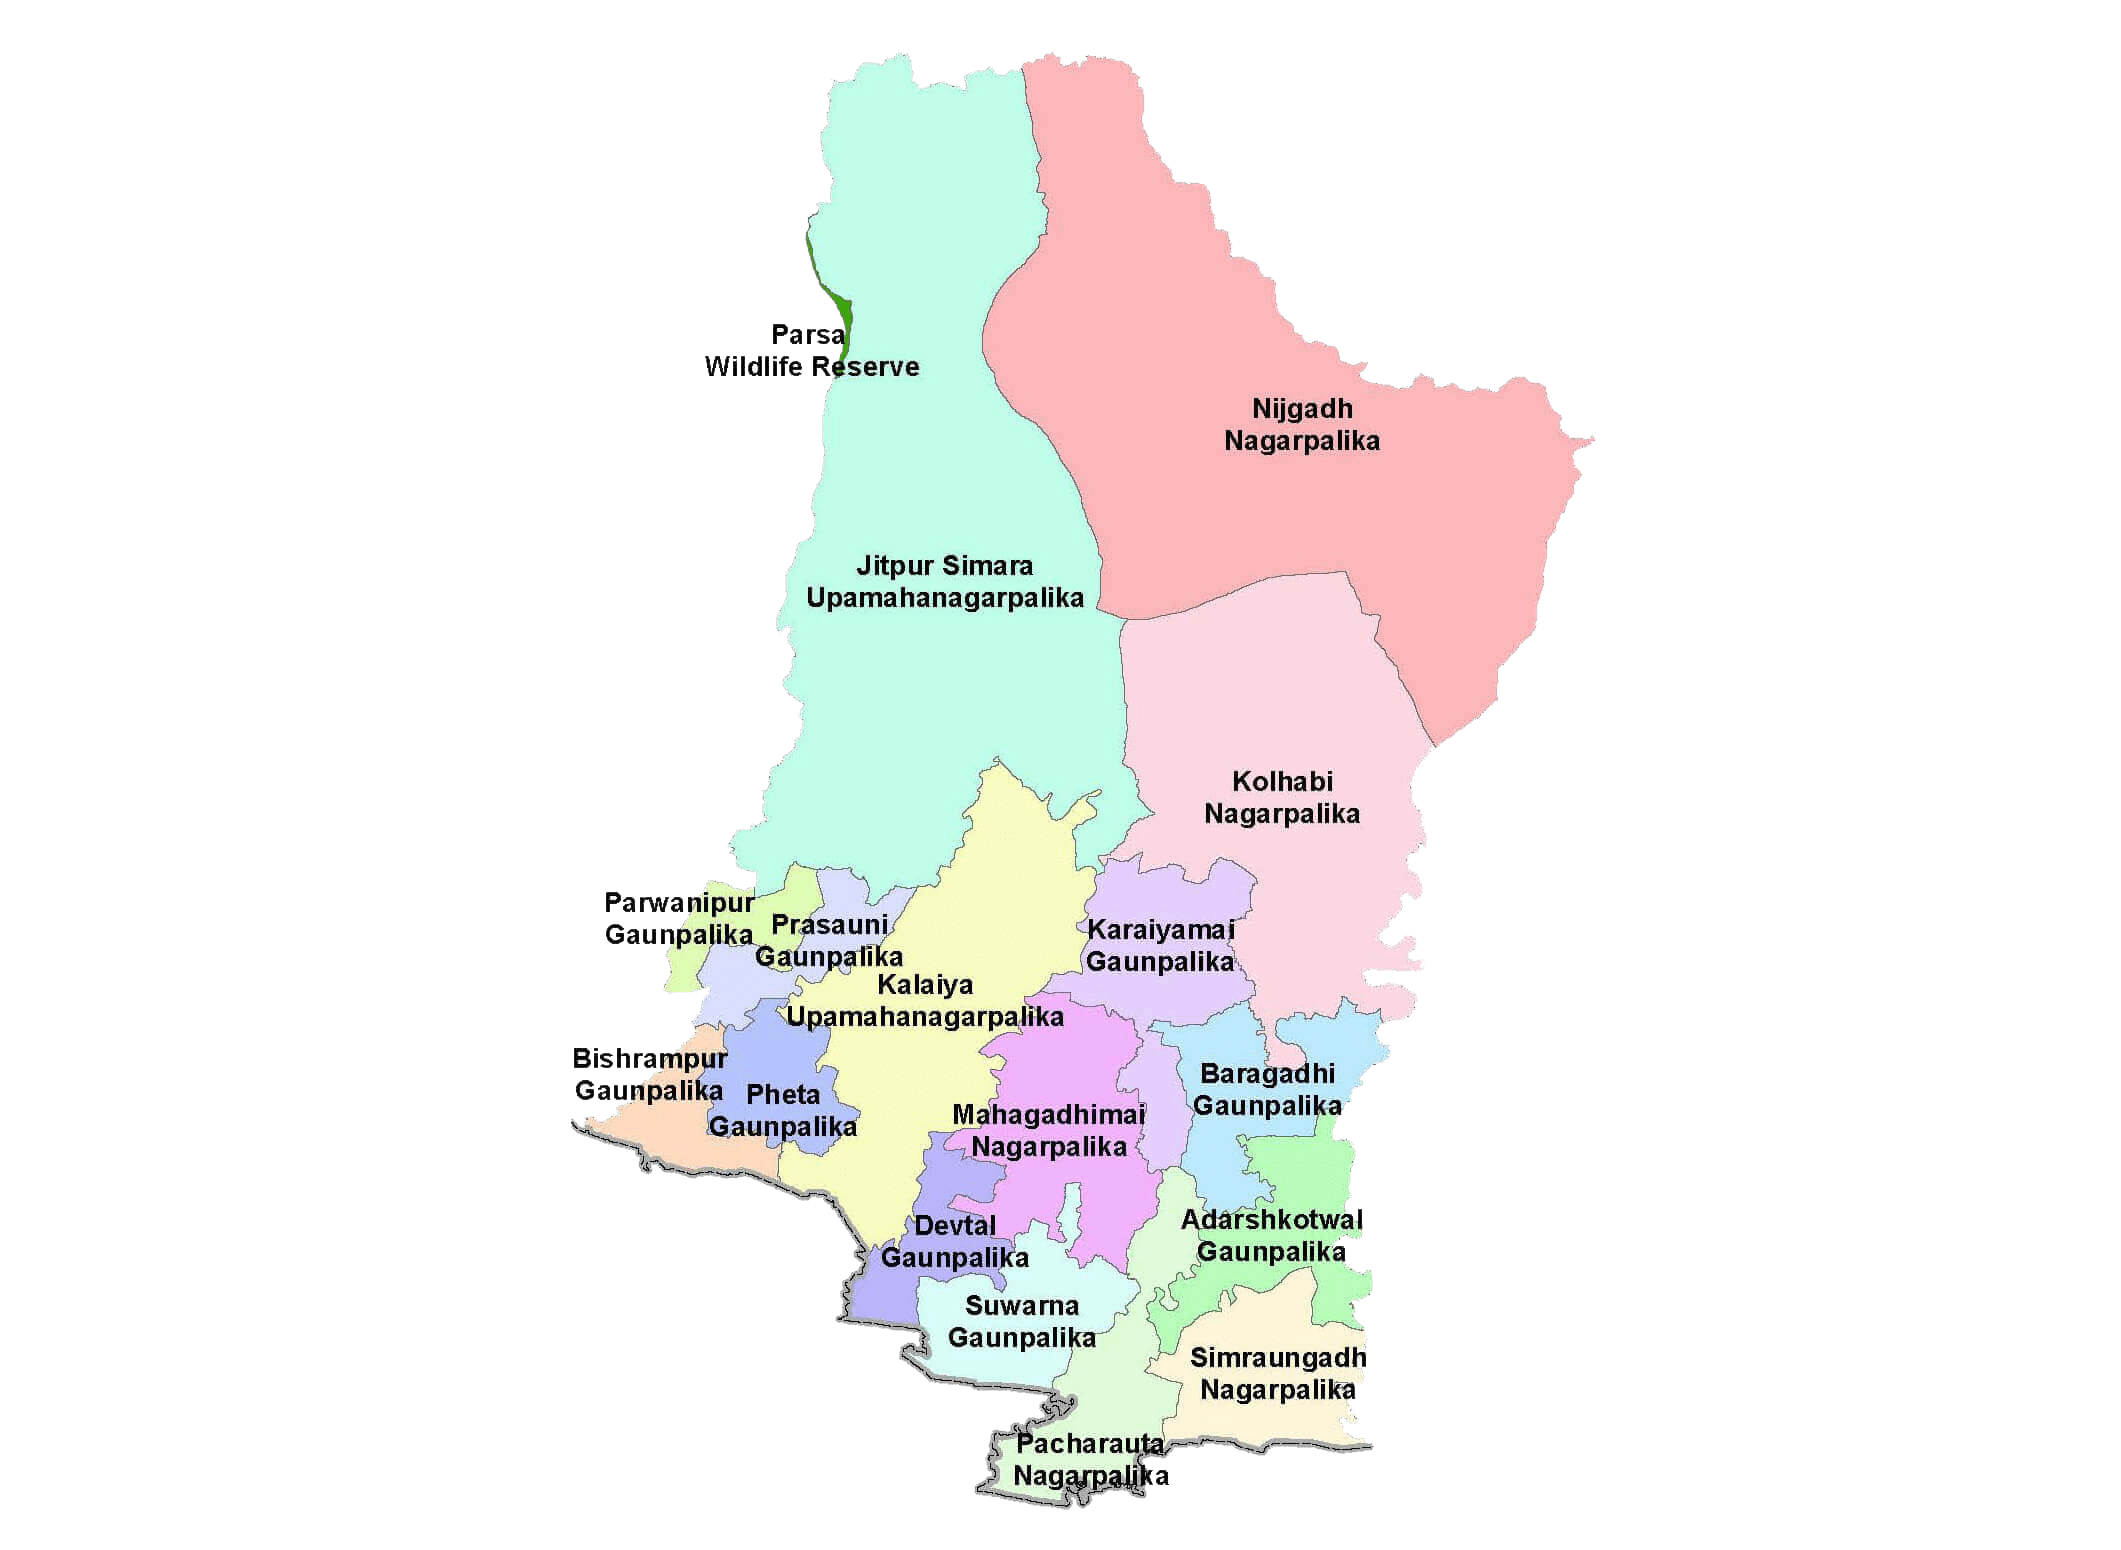 Parsa
Wildlife Reserve
Nijgadh
Nagarpalika
Jitpur Simara
Upamahanagarpalika
Kolhabi
Nagarpalika
Parwanipur
Gaunpalika
Prasauni
Gaunpalika
Karaiyamai
Gaunpalika
Kalaiya
Upamahanagarpalika
Bishrampur
Gaunpalika
Pheta
Gaunpalika
Baragadhi
Gaunpalika
Mahagadhimai
Nagarpalika
Devtal
Gaunpalika
Adarshkotwal
Gaunpalika
Suwarna
Gaunpalika
Simraungadh
Nagarpalika
Pacharauta
Nagarpalika